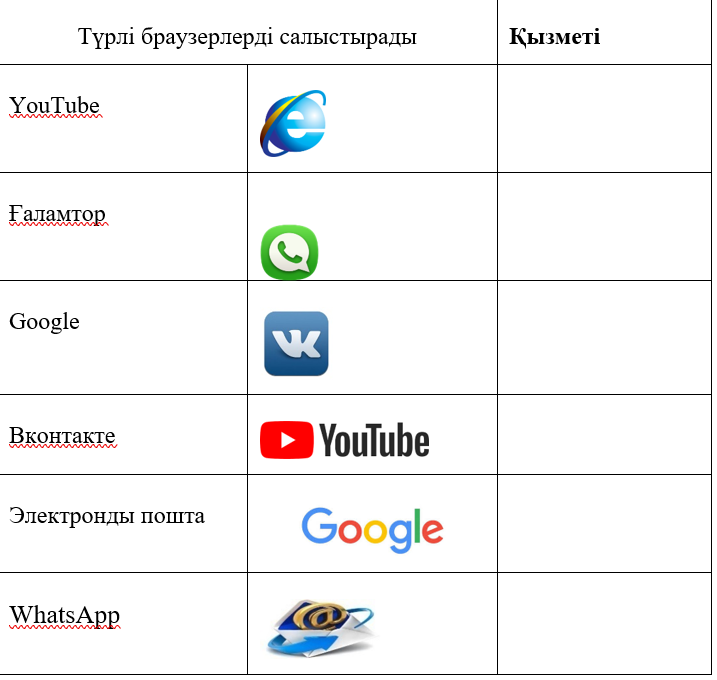 Түрлі браузерлерді салыстырады Қызметі
YouTube
Ғаламтор
Google
Вконтакте YouTube
Электронды пошта Google
WhatsApp